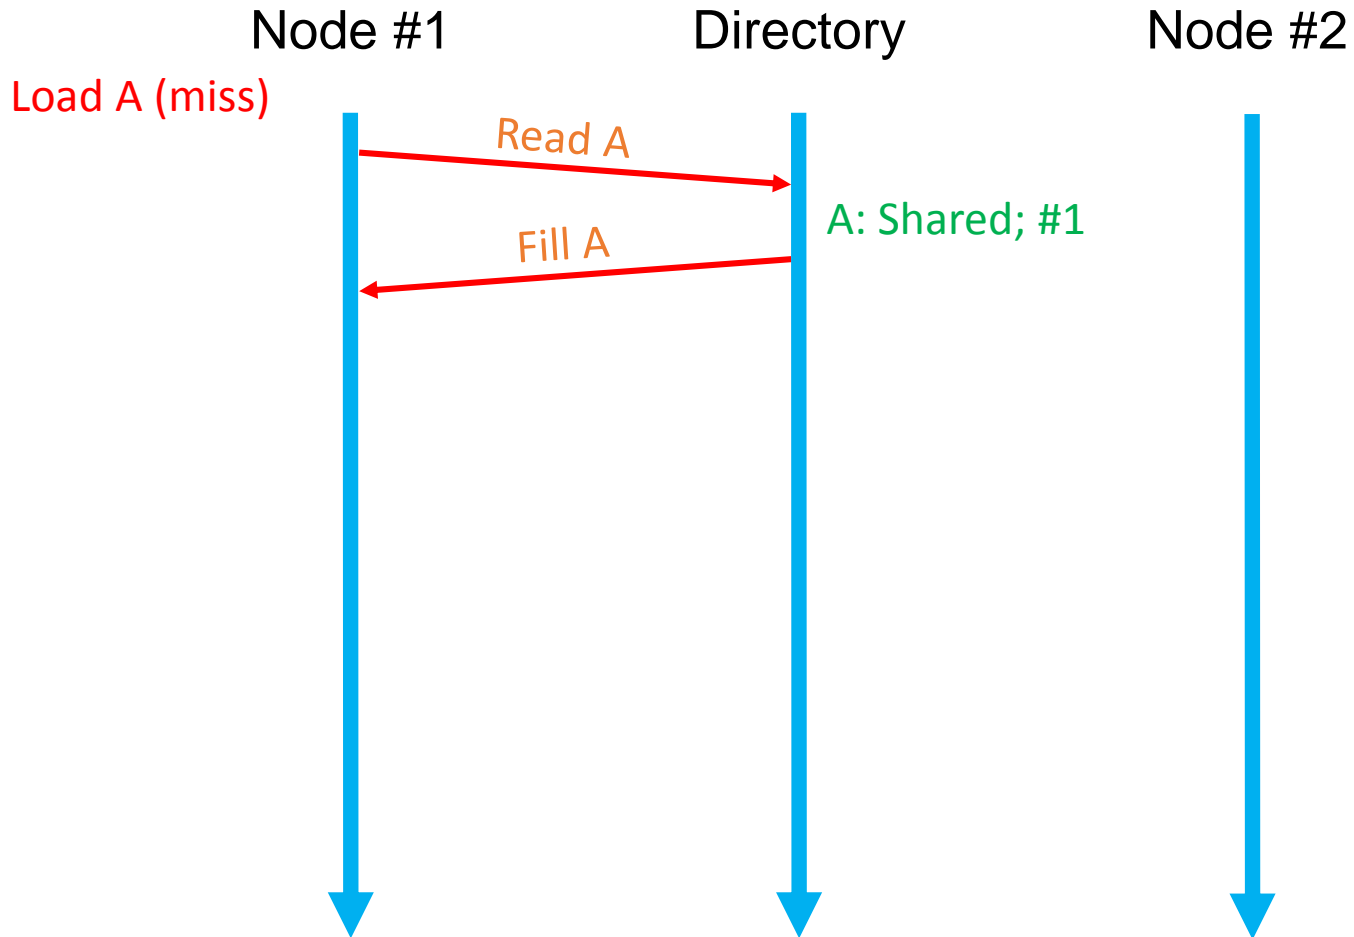 Node #1
Directory
Node #2
Load A (miss)
Read A
A: Shared; #1
Fill A